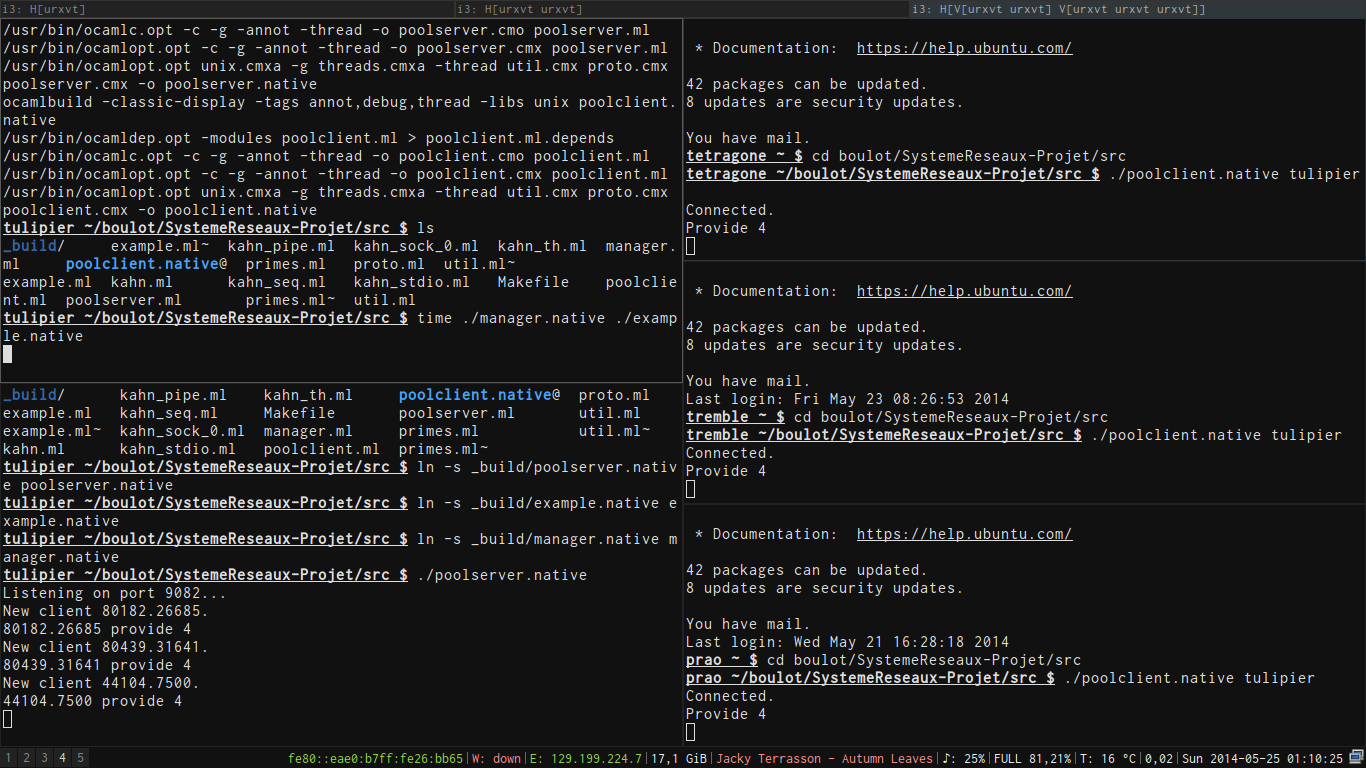 i3: H[urxvt]
i3: H[urxvt urxvt]
i3: H[V[urxvt urxvt] V[urxvt urxvt urxvt]]
/usr/bin/ocamlc.opt -c -g -annot -thread -o poolserver.cmo poolserver.ml
/usr/bin/ocamlopt.opt -c -g -annot -thread -o poolserver.cmx poolserver.ml
/usr/bin/ocamlopt.opt unix.cmxa -g threads.cmxa -thread util.cmx proto.cmx
poolserver.cmx -o poolserver.native
ocamlbuild -classic-display -tags annot,debug,thread -libs unix poolclient.
native
/usr/bin/ocamldep.opt -modules poolclient.ml > poolclient.ml.depends
/usr/bin/ocamlc.opt -c -g -annot -thread -o poolclient.cmo poolclient.ml
/usr/bin/ocamlopt.opt -c -g -annot -thread -o poolclient.cmx poolclient.ml
/usr/bin/ocamlopt.opt unix.cmxa -g threads.cmxa -thread util.cmx proto.cmx
poolclient.cmx -o poolclient.native
tulipier ~/boulot/SystemeReseaux-Projet/src $ ls
_build/     example.ml~  kahn_pipe.ml  kahn_sock_0.ml  kahn_th.ml  manager.
ml     poolclient.native@  primes.ml   proto.ml  util.ml~
example.ml  kahn.ml      kahn_seq.ml   kahn_stdio.ml   Makefile    poolclie
nt.ml  poolserver.ml       primes.ml~  util.ml
tulipier ~/boulot/SystemeReseaux-Projet/src $ time ./manager.native ./examp
le.native
_build/      kahn_pipe.ml    kahn_th.ml     poolclient.native@  proto.ml
example.ml   kahn_seq.ml     Makefile       poolserver.ml       util.ml
example.ml~  kahn_sock_0.ml  manager.ml     primes.ml           util.ml~
kahn.ml      kahn_stdio.ml   poolclient.ml  primes.ml~
tulipier ~/boulot/SystemeReseaux-Projet/src $ ln -s _build/poolserver.nativ
e poolserver.native
tulipier ~/boulot/SystemeReseaux-Projet/src $ ln -s _build/example.native e
xample.native
tulipier ~/boulot/SystemeReseaux-Projet/src $ ln -s _build/manager.native m
anager.native
tulipier ~/boulot/SystemeReseaux-Projet/src $ ./poolserver.native
Listening on port 9082...
New client 80182.26685.
80182.26685 provide 4
New client 80439.31641.
80439.31641 provide 4
New client 44104.7500.
44104.7500 provide 4
* Documentation:  https://help.ubuntu.com/
42 packages can be updated.
8 updates are security updates.
You have mail.
tetragone ~ $ cd boulot/SystemeReseaux-Projet/src
tetragone ~/boulot/SystemeReseaux-Projet/src $ ./poolclient.native tulipier
Connected.
Provide 4
* Documentation:  https://help.ubuntu.com/
42 packages can be updated.
8 updates are security updates.
You have mail.
Last login: Fri May 23 08:26:53 2014
tremble ~ $ cd boulot/SystemeReseaux-Projet/src
tremble ~/boulot/SystemeReseaux-Projet/src $ ./poolclient.native tulipier
Connected.
Provide 4
* Documentation:  https://help.ubuntu.com/
42 packages can be updated.
8 updates are security updates.
You have mail.
Last login: Wed May 21 16:28:18 2014
prao ~ $ cd boulot/SystemeReseaux-Projet/src
prao ~/boulot/SystemeReseaux-Projet/src $ ./poolclient.native tulipier
Connected.
Provide 4
1 2 3 4 5
fe80::eae0:b7ff:fe26:bb65|W: down|E: 129.199.224.7|17,1 GiB|Jacky Terrasson - Autumn Leaves|♪: 25%|FULL 81,21%|T: 16 °C|0,02|Sun 2014-05-25 01:10:25